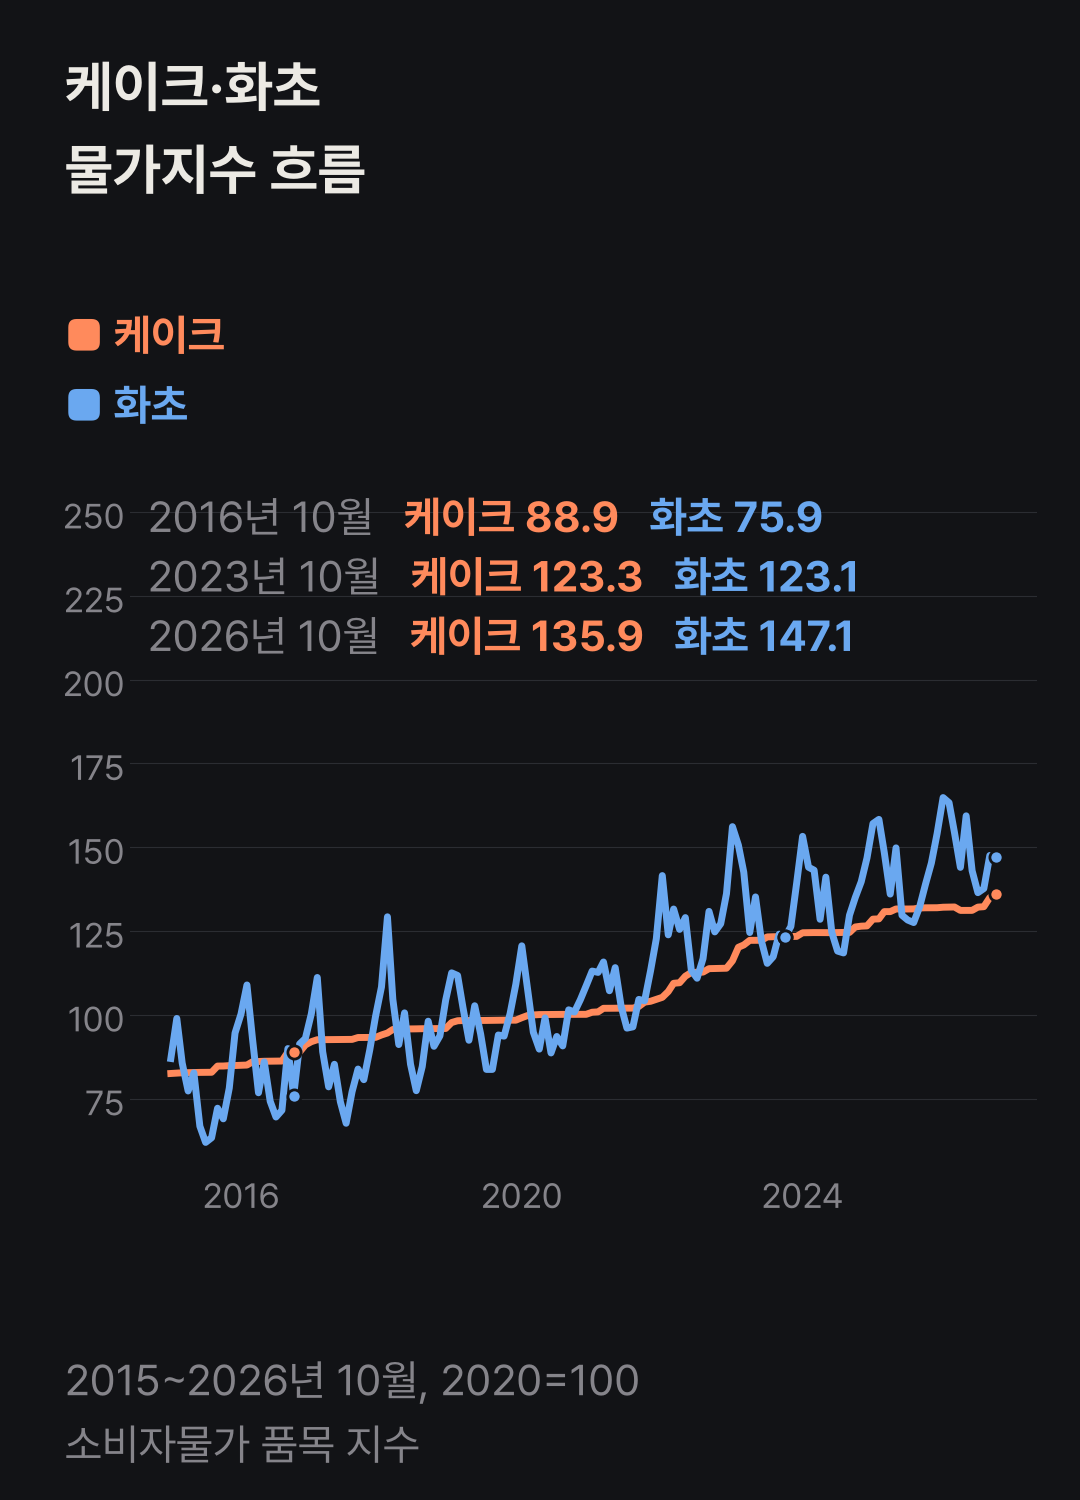 케이크·화초
물가지수 흐름
케이크
화초
250
2016년 10월 케이크 88.9 화초 75.9
2023년 10월 케이크 123.3 화초 123.1
225
2026년 10월 케이크 135.9 화초 147.1
200
175
150
125
100
75
2016 2020 2024
2015~2026년 10월, 2020=100
소비자물가 품목 지수